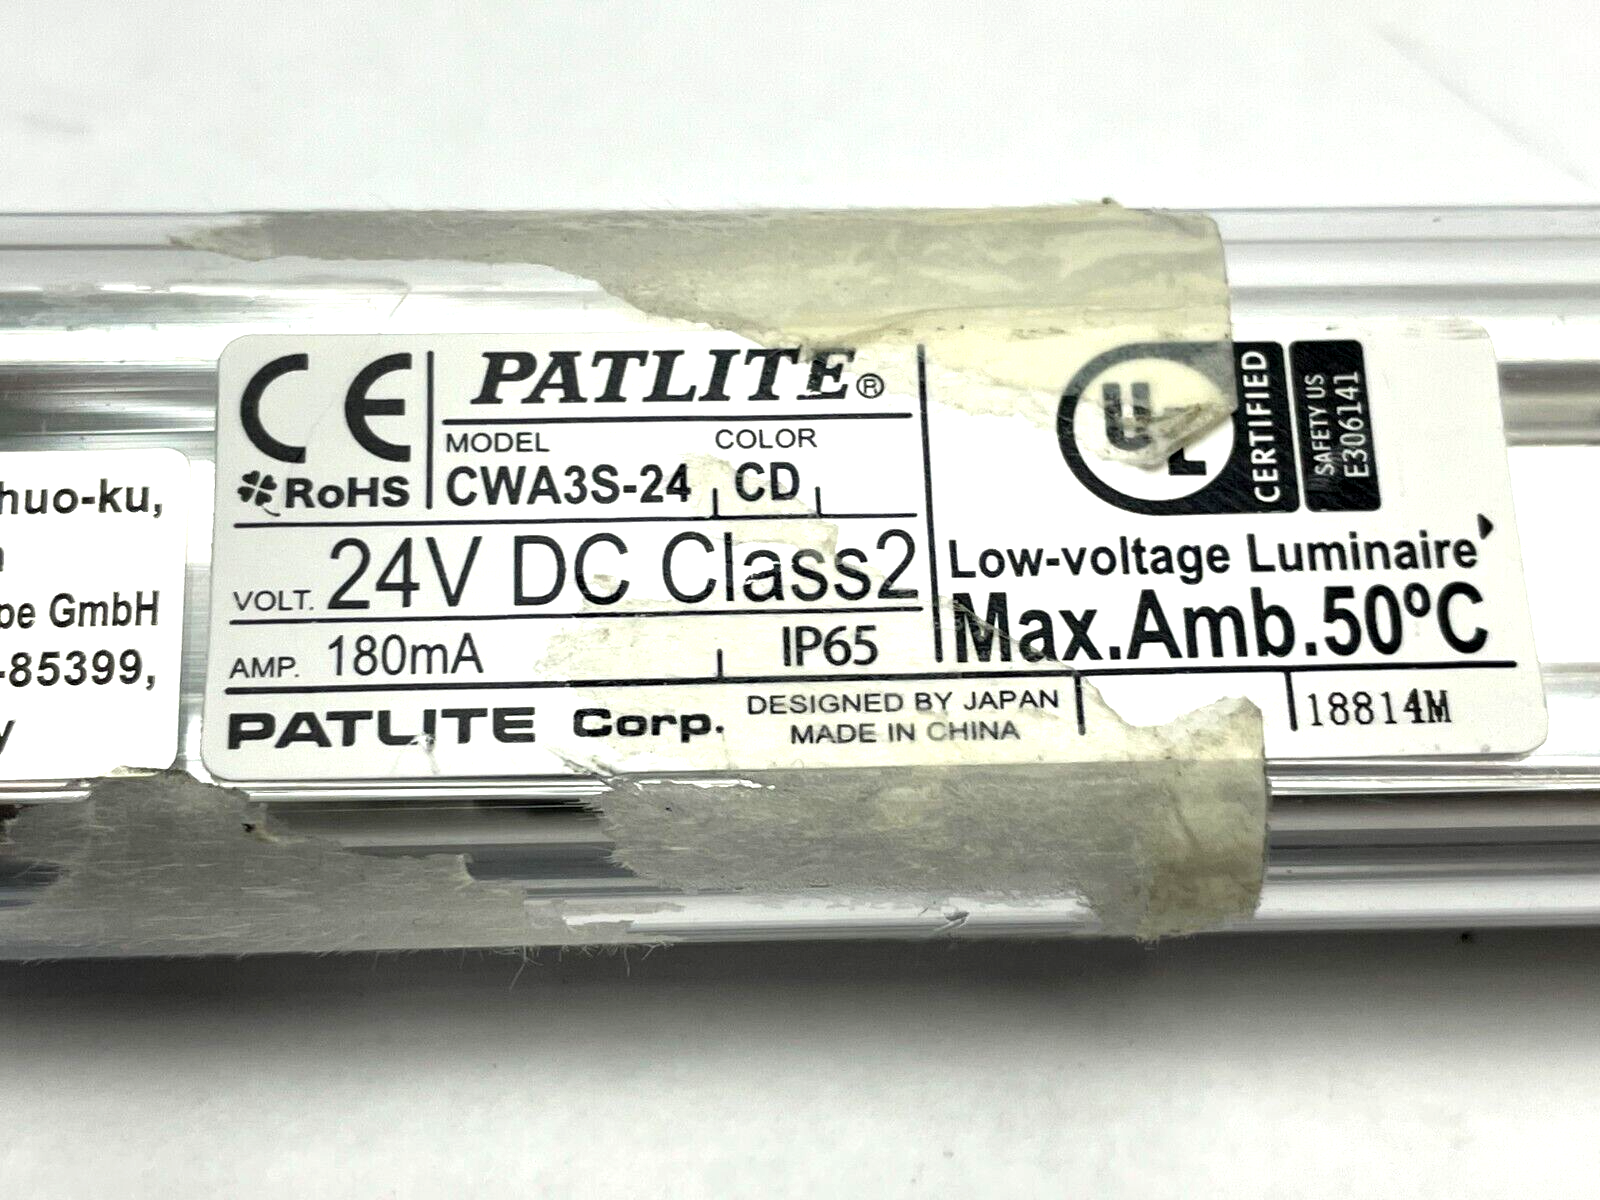 huo-ku,
pe GmbH
-85399,
y
CE
RoHS
PATLITE®
MODEL COLOR
CWA3S-24 CD
VOLT. 24V DC Class2
AMP. 180mA IP65
PATLITE Corp.
DESIGNED BY JAPAN
MADE IN CHINA
UL
CERTIFIED
SAFETY US
E306141
Low-voltage Luminaire
Max.Amb.50ºC
18814M